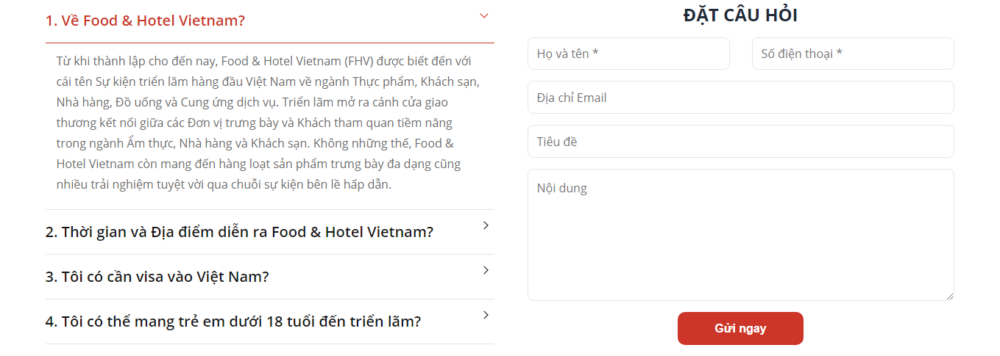 1. Về Food & Hotel Vietnam?
Từ khi thành lập cho đến nay, Food & Hotel Vietnam (FHV) được biết đến với
cái tên Sự kiện triển lãm hàng đầu Việt Nam về ngành Thực phẩm, Khách sạn,
Nhà hàng, Đồ uống và Cung ứng dịch vụ. Triển lãm mở ra cánh cửa giao
thương kết nối giữa các Đơn vị trưng bày và Khách tham quan tiềm năng
trong ngành Ẩm thực, Nhà hàng và Khách sạn. Không những thế, Food &
Hotel Vietnam còn mang đến hàng loạt sản phẩm trưng bày đa dạng cũng
nhiều trải nghiệm tuyệt vời qua chuỗi sự kiện bên lề hấp dẫn.
2. Thời gian và Địa điểm diễn ra Food & Hotel Vietnam?
3. Tôi có cần visa vào Việt Nam?
4. Tôi có thể mang trẻ em dưới 18 tuổi đến triển lãm?
ĐẶT CÂU HỎI
Họ và tên *
Số điện thoại *
Địa chỉ Email
Tiêu đề
Nội dung
Gửi ngay